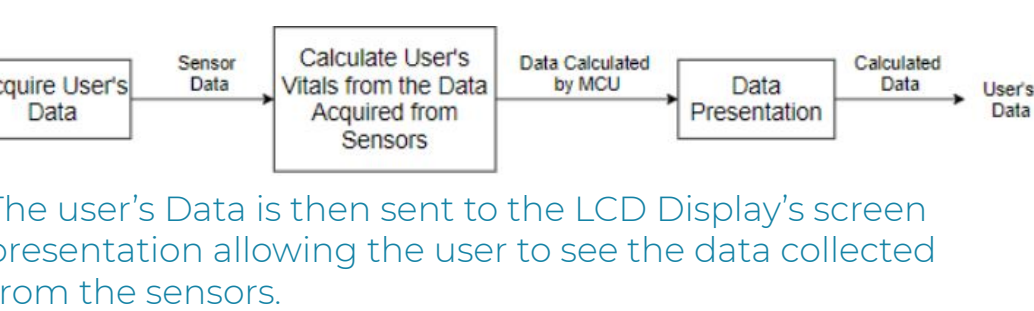 Sensor
Data
Calculate User's
Vitals from the Data
Acquired from
Sensors
Data Calculated
by MCU
Data
Presentation
Calculated
Data
User's
Data
cquire User's
Data
The user's Data is then sent to the LCD Display's screen
presentation allowing the user to see the data collected
from the sensors.